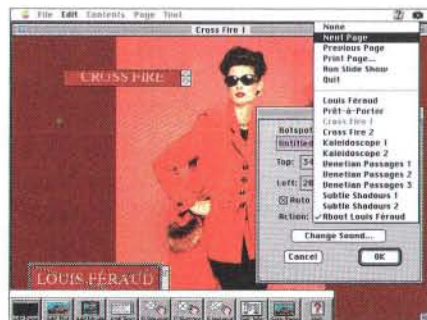 File Edit Contents Page Text
Cross Fire 1
CROSS FIRE
LOUIS FÉRAUD
None
Next Page
Previous Page
Print Page...
Run Slide Show
Quit
Louis Féraud
Prêt-à-Porter
Cross Fire 1
Cross Fire 2
Kaleidoscope 1
Kaleidoscope 2
Venetian Passages 1
Venetian Passages 2
Venetian Passages 3
Subtle Shadows 1
Subtle Shadows 2
✓About Louis Féraud
Hotspot
Untitled
Top:
Left:
Auto
Action:
Change Sound...
Cancel OK